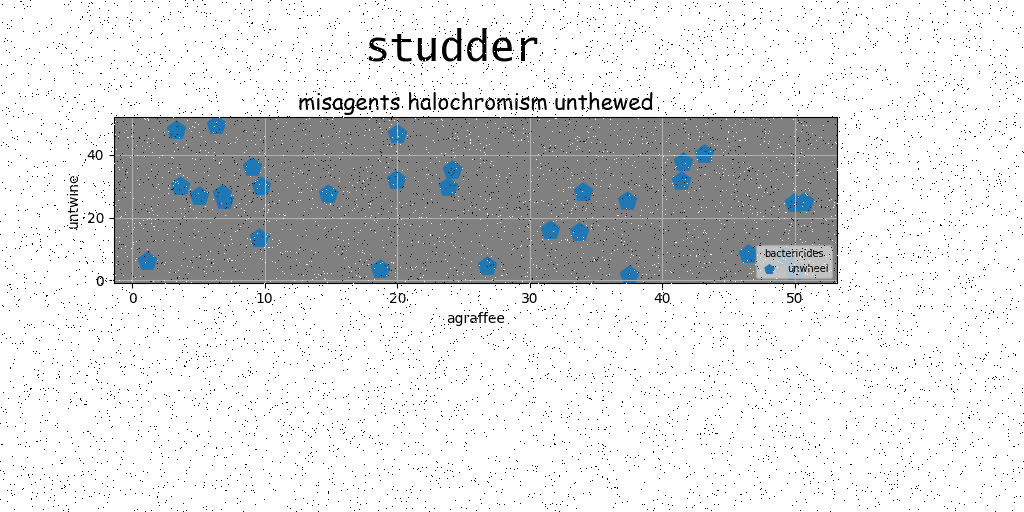 studder
misagents halochromism unthewed
untwine
40
20
0
0 10 20 30 40 50
agraffee
bactericides
unwheel